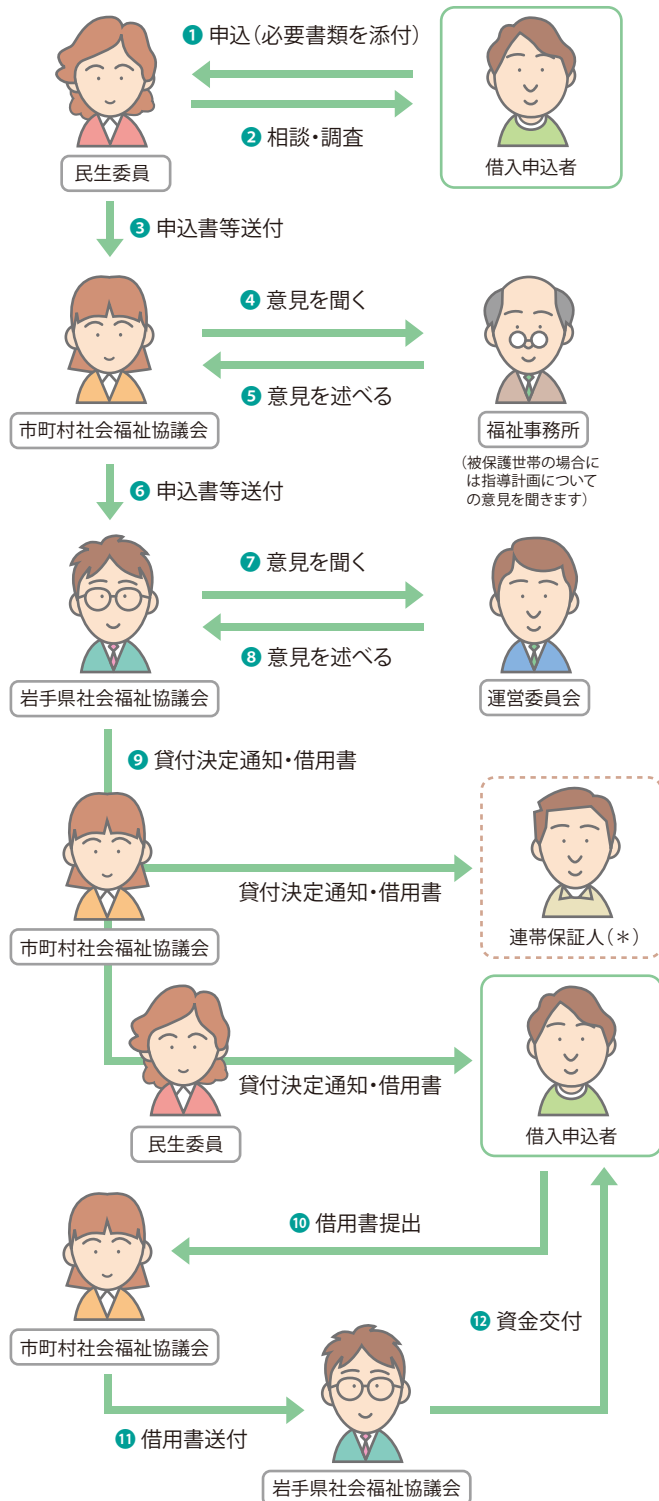 ❶ 申込（必要書類を添付）
❷ 相談・調査
民生委員
借入申込者
❸ 申込書等送付
❹ 意見を聞く
❺ 意見を述べる
市町村社会福祉協議会
福祉事務所
（被保護世帯の場合に
は指導計画について
の意見を聞きます）
❻ 申込書等送付
❼ 意見を聞く
❽ 意見を述べる
岩手県社会福祉協議会
運営委員会
❾ 貸付決定通知・借用書
貸付決定通知・借用書
市町村社会福祉協議会
連帯保証人（＊）
貸付決定通知・借用書
民生委員
借入申込者
❿ 借用書提出
⓬ 資金交付
市町村社会福祉協議会
⓫ 借用書送付
岩手県社会福祉協議会